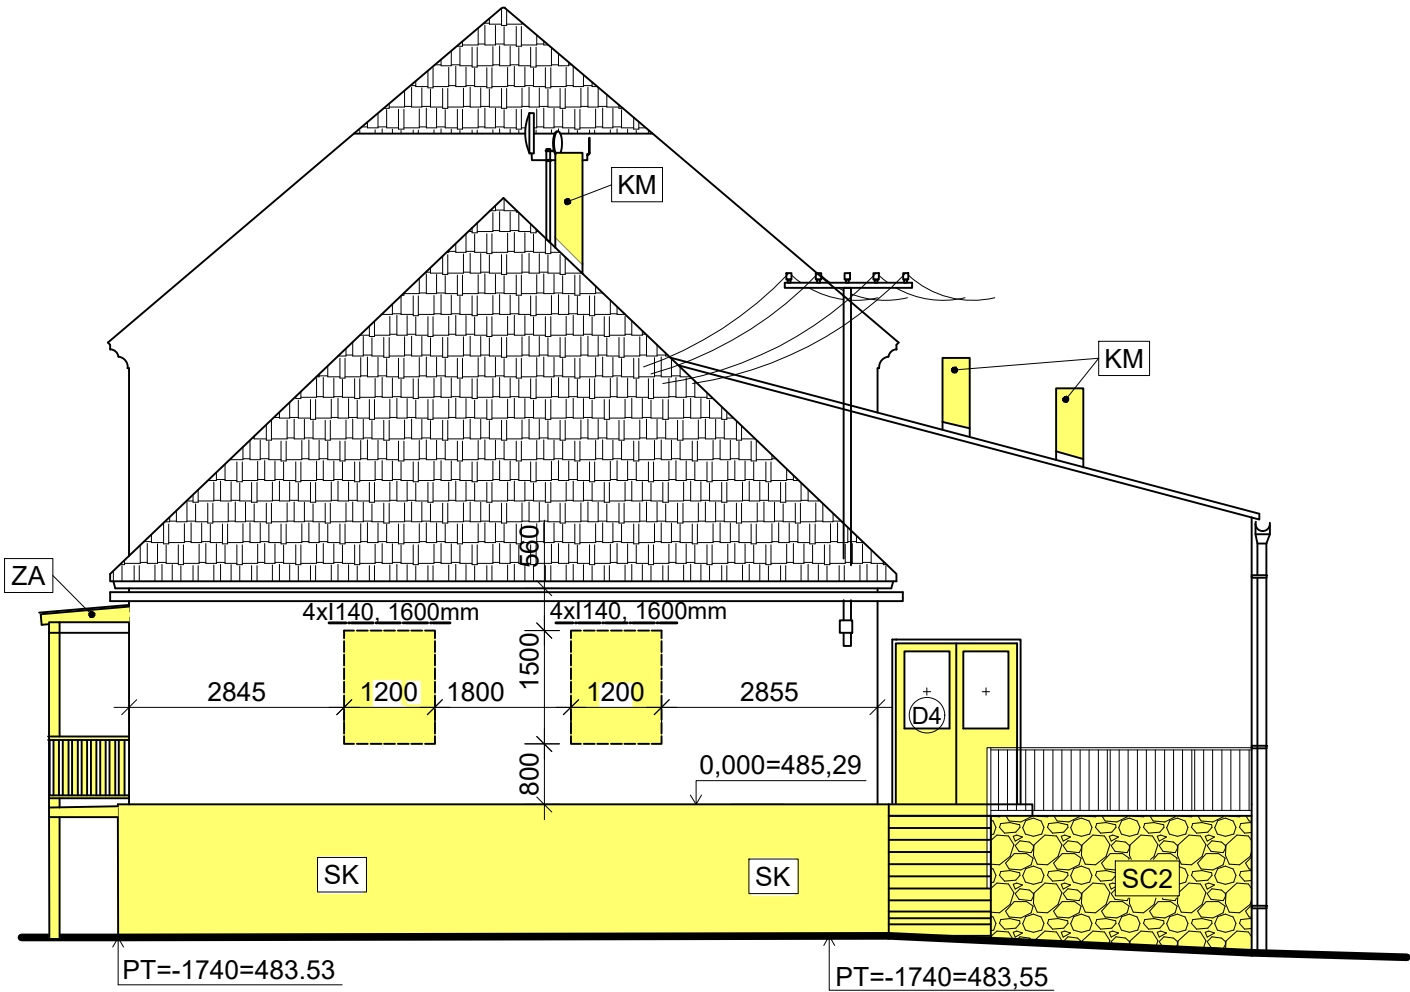 KM
KM
560
ZA
4xI140, 1600mm
4xI140, 1600mm
1500
2845
1200
1800
1200
2855
D4
800
0,000=485,29
SK
SK
SC2
PT=-1740=483.53
PT=-1740=483,55